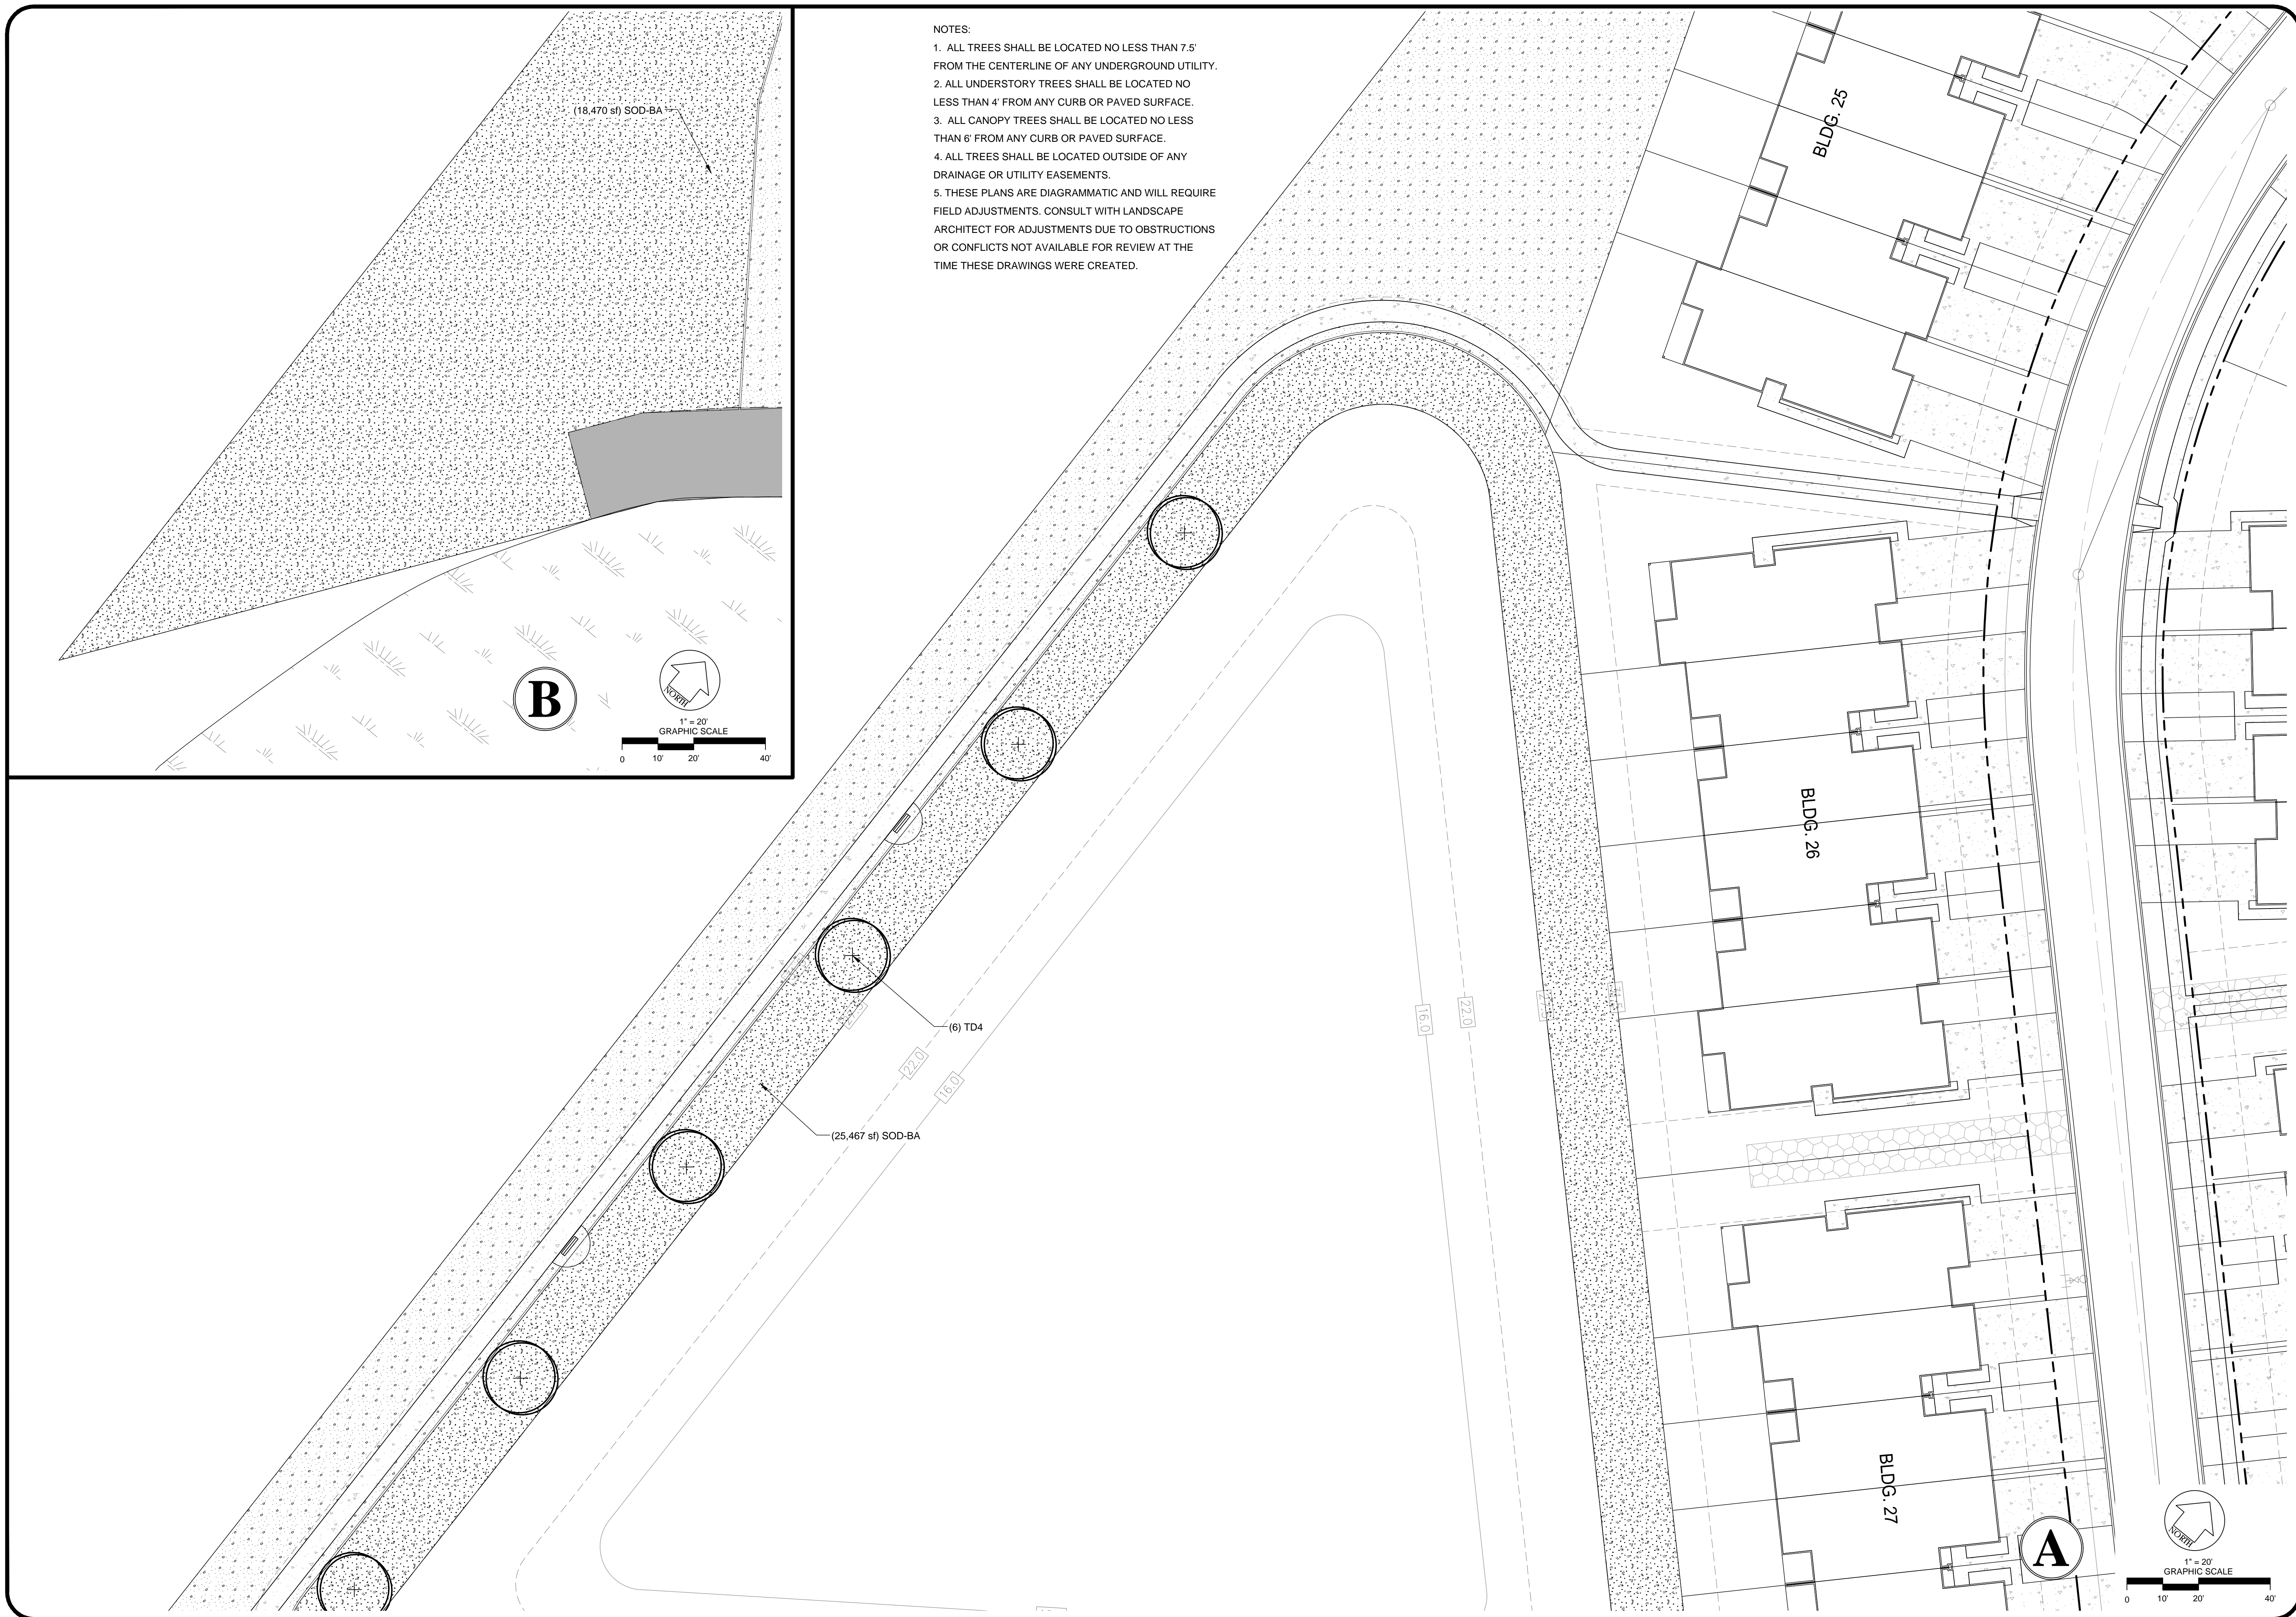 (18,470 sf) SOD-BA
B
NORTH
1" = 20'
GRAPHIC SCALE
0 10' 20' 40'
NOTES:
1. ALL TREES SHALL BE LOCATED NO LESS THAN 7.5'
FROM THE CENTERLINE OF ANY UNDERGROUND UTILITY.
2. ALL UNDERSTORY TREES SHALL BE LOCATED NO
LESS THAN 4' FROM ANY CURB OR PAVED SURFACE.
3. ALL CANOPY TREES SHALL BE LOCATED NO LESS
THAN 6' FROM ANY CURB OR PAVED SURFACE.
4. ALL TREES SHALL BE LOCATED OUTSIDE OF ANY
DRAINAGE OR UTILITY EASEMENTS.
5. THESE PLANS ARE DIAGRAMMATIC AND WILL REQUIRE
FIELD ADJUSTMENTS. CONSULT WITH LANDSCAPE
ARCHITECT FOR ADJUSTMENTS DUE TO OBSTRUCTIONS
OR CONFLICTS NOT AVAILABLE FOR REVIEW AT THE
TIME THESE DRAWINGS WERE CREATED.
BLDG. 25
BLDG. 26
(6) TD4
22.0
16.0
16.0
22.0
(25,467 sf) SOD-BA
BLDG. 27
A
NORTH
1" = 20'
GRAPHIC SCALE
0 10' 20' 40'